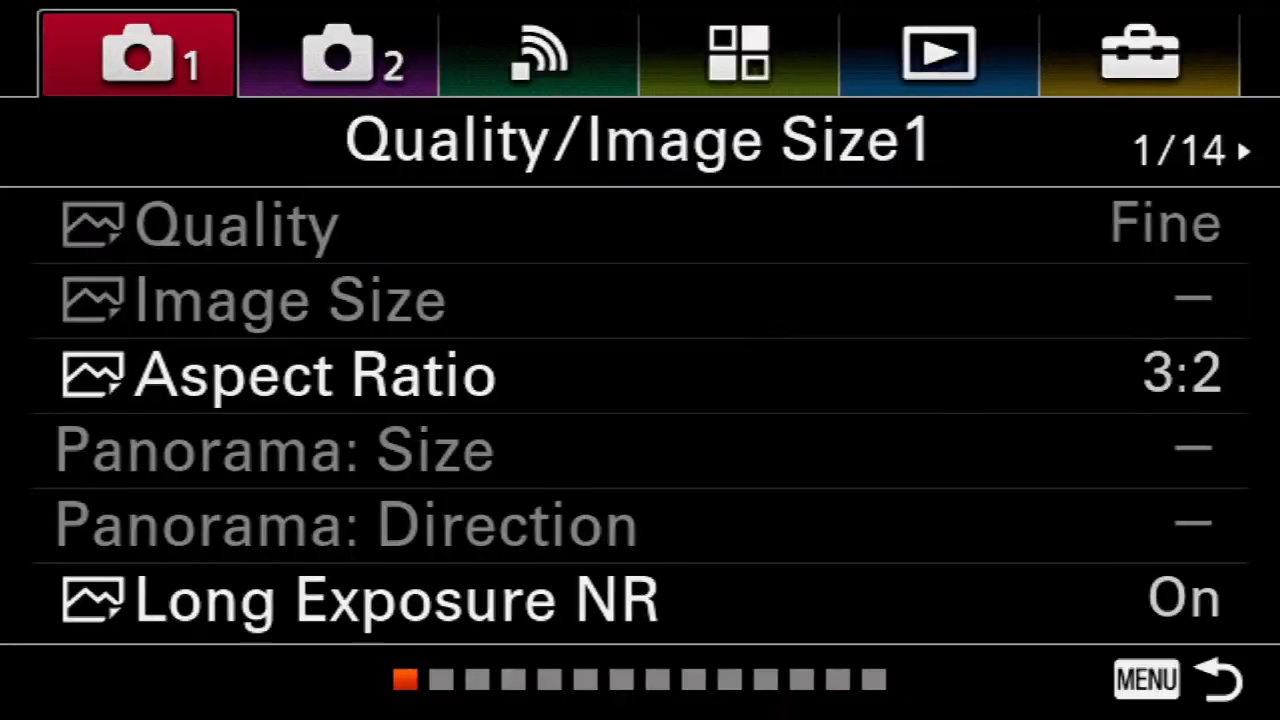 1
2
Quality/Image Size1
1/14
Quality Fine
Image Size –
Aspect Ratio 3:2
Panorama: Size –
Panorama: Direction –
Long Exposure NR On
MENU